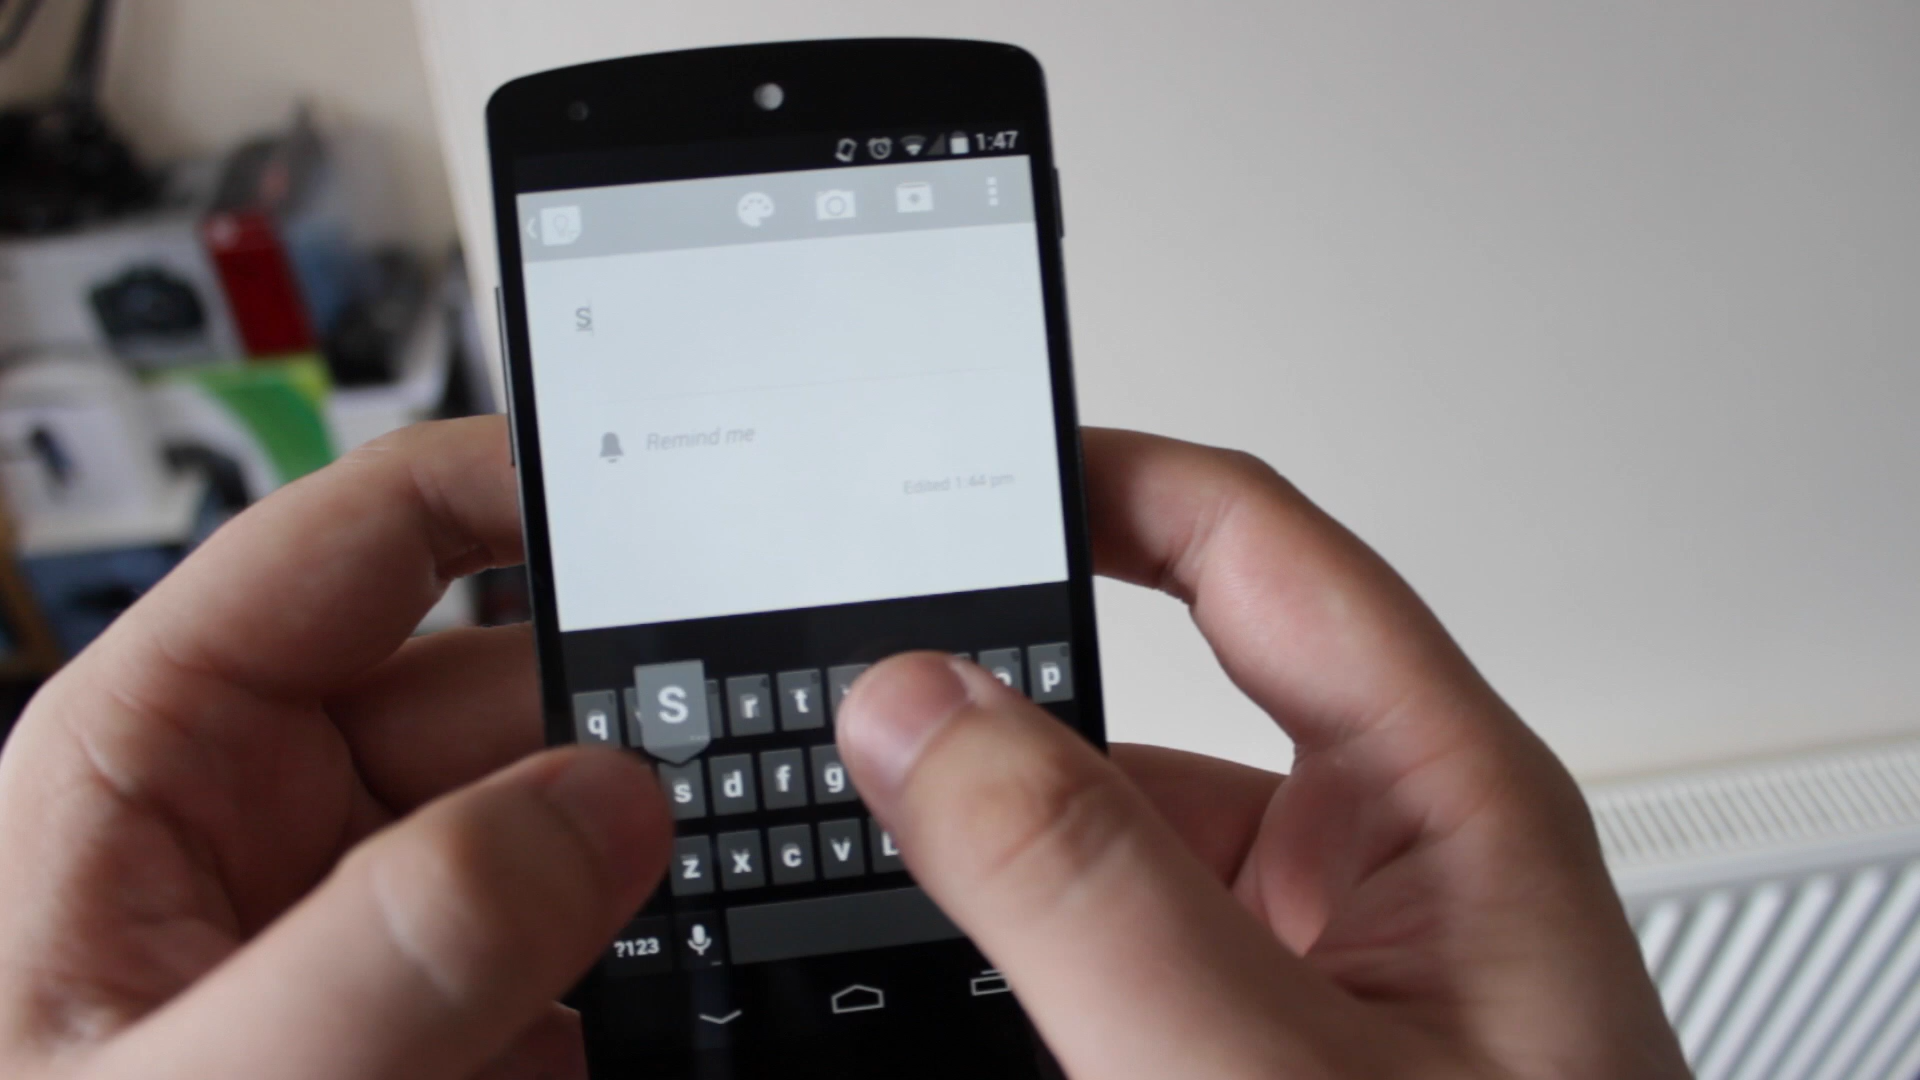 1:47
S
Remind me
Edited 1:44 pm
S
q r t o p
s d f g
z x c v
?123